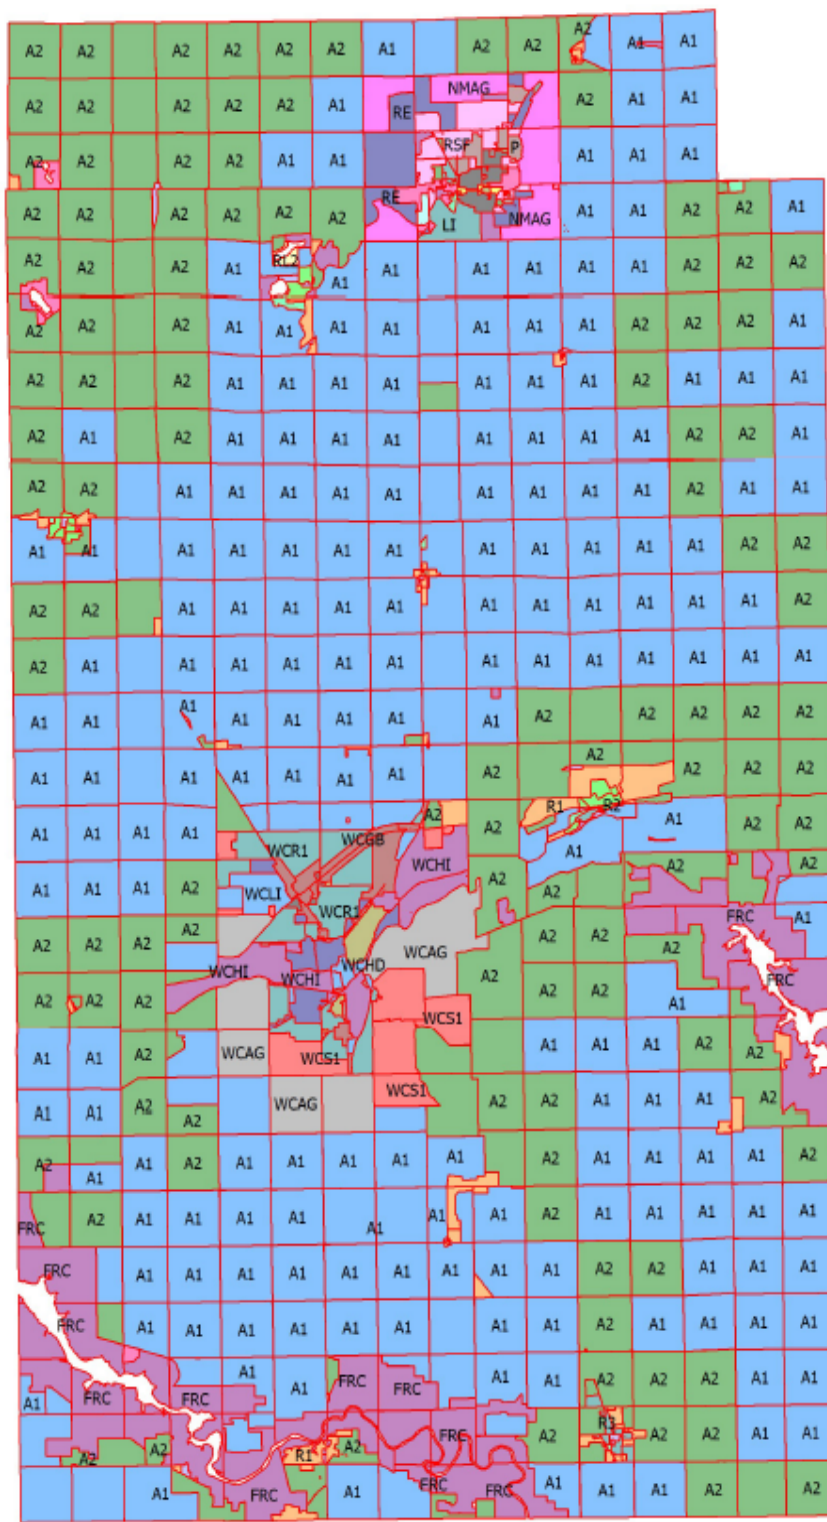 A2 A2 A2 A2 A2 A2 A1 A2 A2 A2 A1 A1
A2 A2 A2 A2 A2 A1 RE NMAG A2 A1 A1
A2 A2 A2 A2 A1 A1 RSF P A1 A1 A1
A2 A2 A2 A2 A2 A2 RE LI NMAG A1 A1 A2 A2 A1
A2 A2 A2 A1 RL2 A1 A1 A1 A1 A1 A1 A2 A2 A2
A2 A2 A2 A1 A1 A1 A1 A1 A1 A1 A2 A2 A2 A1
A2 A2 A2 A1 A1 A1 A1 A1 A1 A1 A2 A1 A1 A1
A2 A1 A2 A1 A1 A1 A1 A1 A1 A1 A1 A2 A2 A1
A2 A2 A1 A1 A1 A1 A1 A1 A1 A1 A1 A2 A1 A1
A1 A1 A1 A1 A1 A1 A1 A1 A1 A1 A1 A1 A2 A2
A2 A2 A1 A1 A1 A1 A1 A1 A1 A1 A1 A1 A1 A2
A2 A1 A1 A1 A1 A1 A1 A1 A1 A1 A1 A1 A1 A1
A1 A1 A1 A1 A1 A1 A1 A1 A2 A2 A2 A2 A2
A1 A1 A1 A1 A1 A1 A1 A2 A2 A2 A2 A2
A1 A1 A1 A1 WCR1 WCGB A2 WCHI A2 R1 R2 A1 A1 A2 A2
A1 A1 A1 A2 WCLI WCR1 A2 A2 A2 A2 FRC A1
A2 A2 A2 A2 WCHI WCHI WCHD WCAG A2 A2 A2 A2 FRC
A2 A2 A2 WCS1 A2 A2 A1
A1 A1 A2 WCAG WCS1 A1 A1 A1 A2 A2
A1 A1 A2 A2 WCAG WCS1 A2 A2 A1 A1 A1 A2
A2 A1 A1 A2 A1 A1 A1 A1 A1 A2 A1 A1 A1 A1 A2
FRC A2 A1 A1 A1 A1 A1 A1 A1 A2 A1 A1 A1 A1 A1
FRC A1 A1 A1 A1 A1 A1 A1 A1 A1 A2 A2 A1 A1 A1
FRC A1 A1 A1 A1 A1 A1 A1 A1 A2 A1 A1 A1 A1
A1 FRC FRC A1 A1 FRC FRC A1 A1 A2 A2 A2 A2 A1
A2 A2 R1 A2 FRC A2 R3 A2 A2 A1 A1
A1 FRC A1 FRC FRC A1 A1 A1 A2 A2